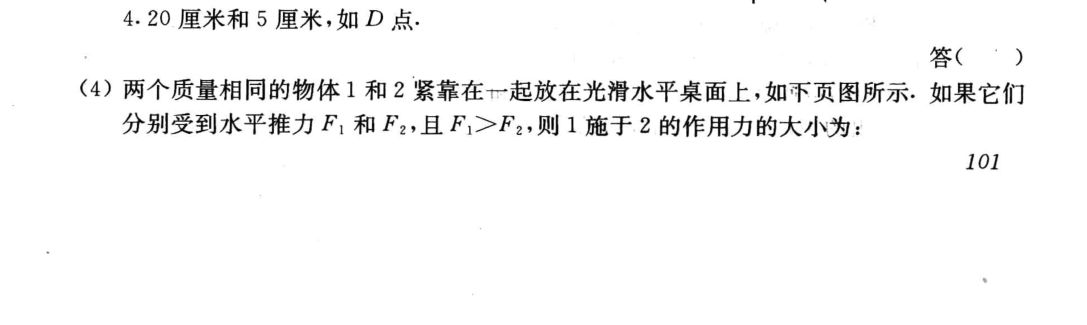 4. 20 厘米和 5 厘米,如 D 点.
答(　　)
(4) 两个质量相同的物体 1 和 2 紧靠在一起放在光滑水平桌面上,如下页图所示. 如果它们
分别受到水平推力 F₁ 和 F₂,且 F₁>F₂,则 1 施于 2 的作用力的大小为:
101